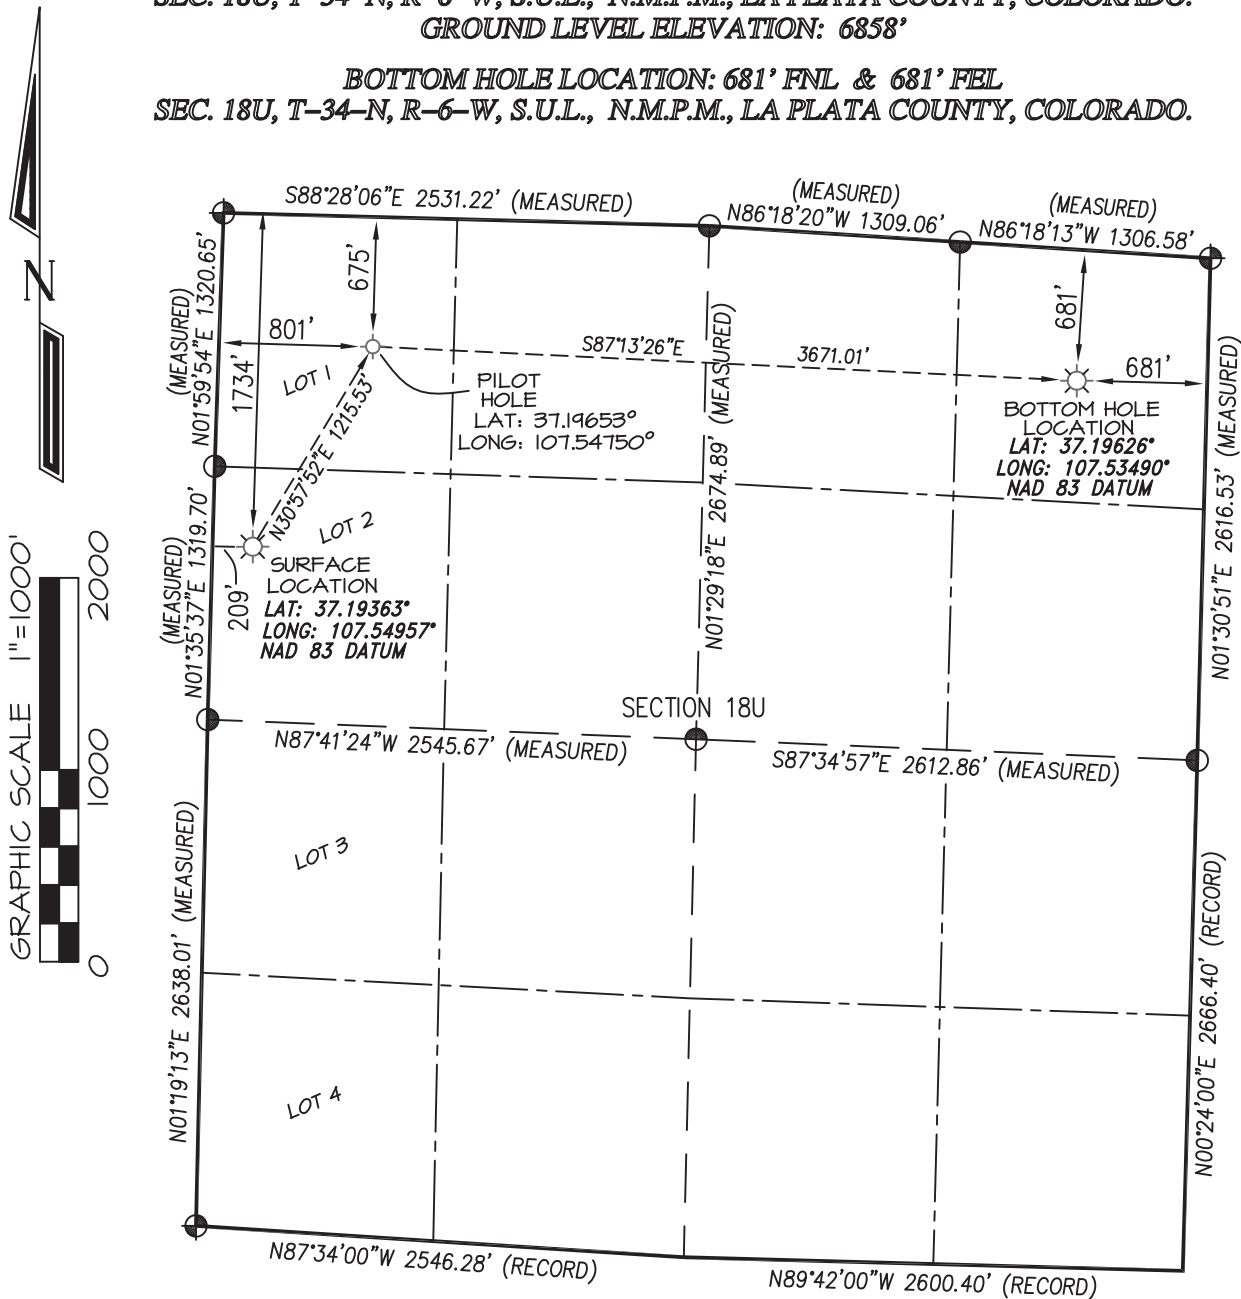 SEC. 18U, T–34–N, R–6–W, S.U.L., N.M.P.M., LA PLATA COUNTY, COLORADO.
GROUND LEVEL ELEVATION: 6858'
BOTTOM HOLE LOCATION: 681' FNL & 681' FEL
SEC. 18U, T–34–N, R–6–W, S.U.L., N.M.P.M., LA PLATA COUNTY, COLORADO.
N
S88°28'06"E 2531.22' (MEASURED)
(MEASURED)
N86°18'20"W 1309.06'
(MEASURED)
N86°18'13"W 1306.58'
(MEASURED)
N01°59'54"E 1320.65'
675'
801'
1734'
LOT 1
N30°57'52"E 1215.53'
S87°13'26"E 3671.01'
PILOT
HOLE
LAT: 37.19653°
LONG: 107.54750°
681'
681'
BOTTOM HOLE
LOCATION
LAT: 37.19626°
LONG: 107.53490°
NAD 83 DATUM
N01°29'18"E 2674.89' (MEASURED)
N01°30'51"E 2616.53' (MEASURED)
(MEASURED)
N01°35'37"E 1319.70'
LOT 2
209'
SURFACE
LOCATION
LAT: 37.19363°
LONG: 107.54957°
NAD 83 DATUM
SECTION 18U
N87°41'24"W 2545.67' (MEASURED)
S87°34'57"E 2612.86' (MEASURED)
GRAPHIC SCALE 1"=1000'
2000
1000
0
LOT 3
N01°19'13"E 2638.01' (MEASURED)
N00°24'00"E 2666.40' (RECORD)
LOT 4
N87°34'00"W 2546.28' (RECORD)
N89°42'00"W 2600.40' (RECORD)